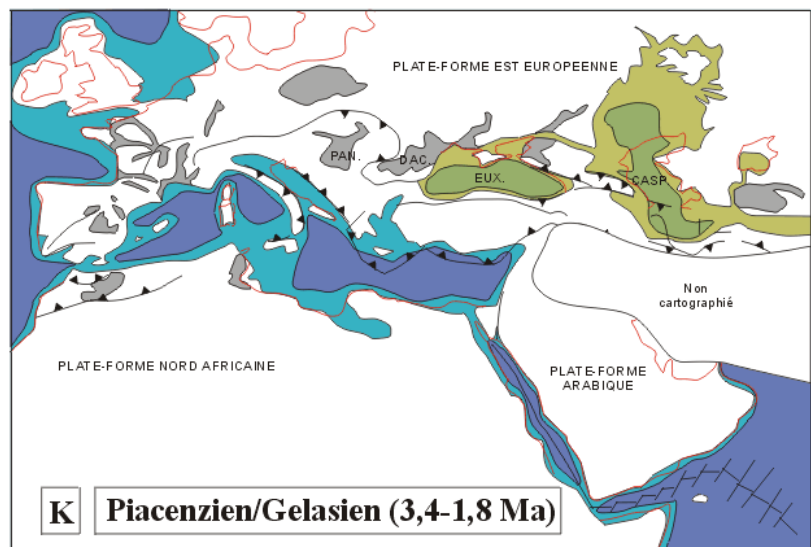 PLATE-FORME EST EUROPEENNE
PAN.
DAC.
EUX.
CASP.
Non
cartographié
PLATE-FORME NORD AFRICAINE
PLATE-FORME
ARABIQUE
K
Piacenzien/Gelasien (3,4-1,8 Ma)